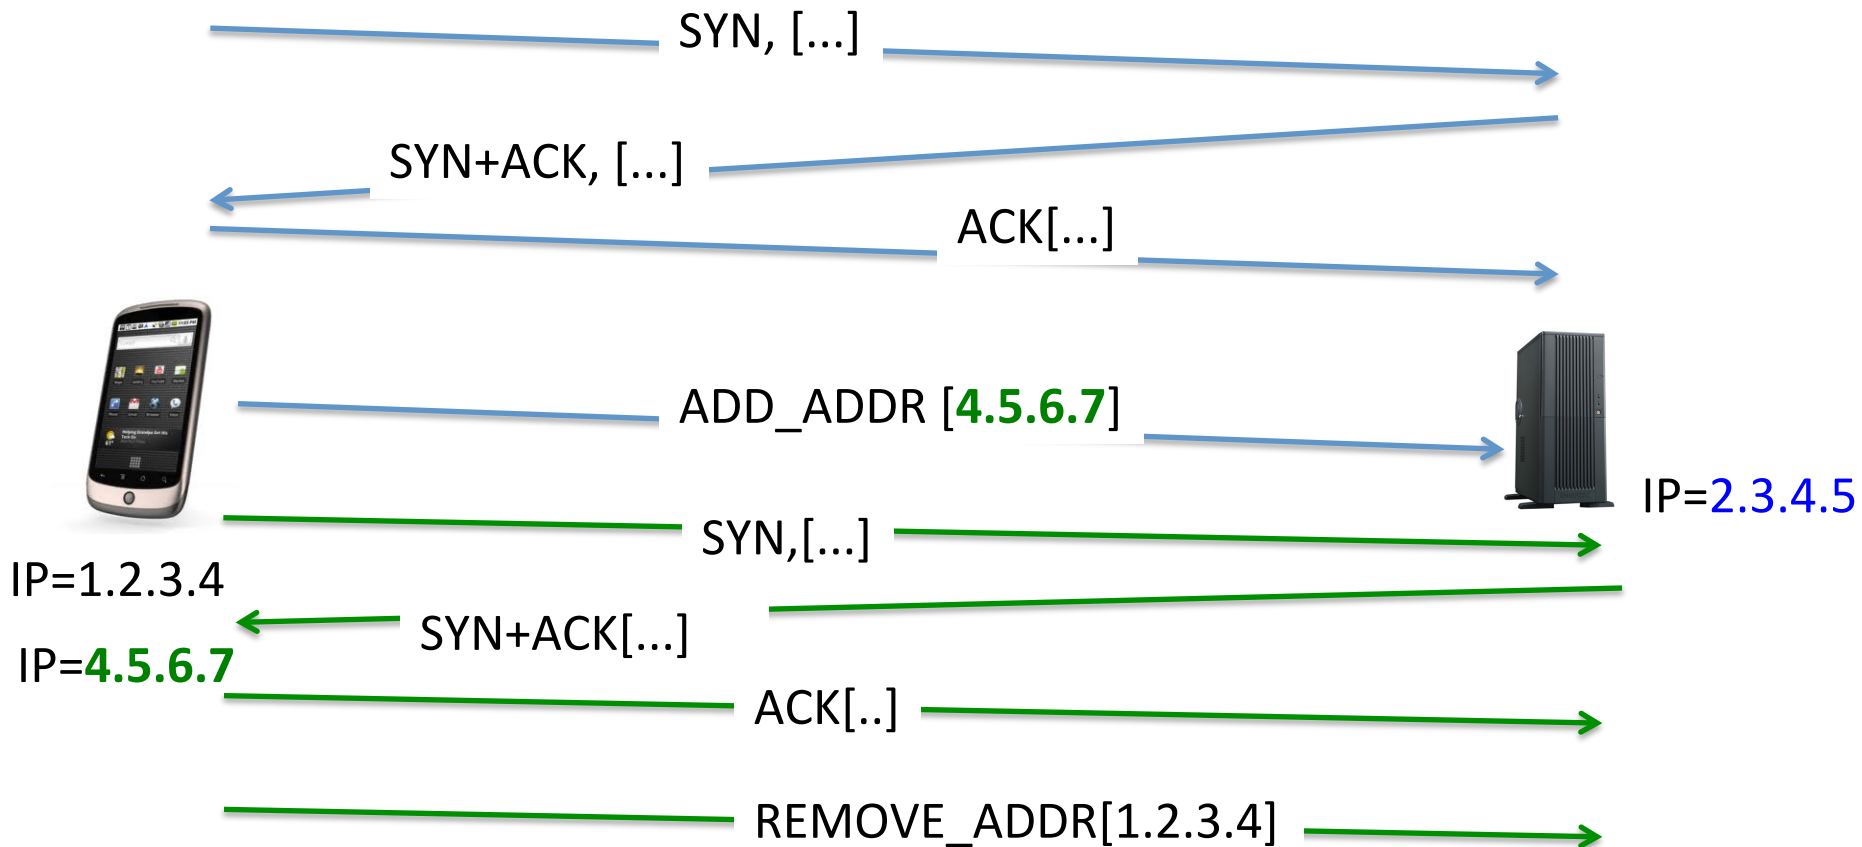 SYN, [...]
SYN+ACK, [...]
ACK[...]
ADD_ADDR [4.5.6.7]
IP=2.3.4.5
SYN,[...]
IP=1.2.3.4
SYN+ACK[...]
IP=4.5.6.7
ACK[..]
REMOVE_ADDR[1.2.3.4]